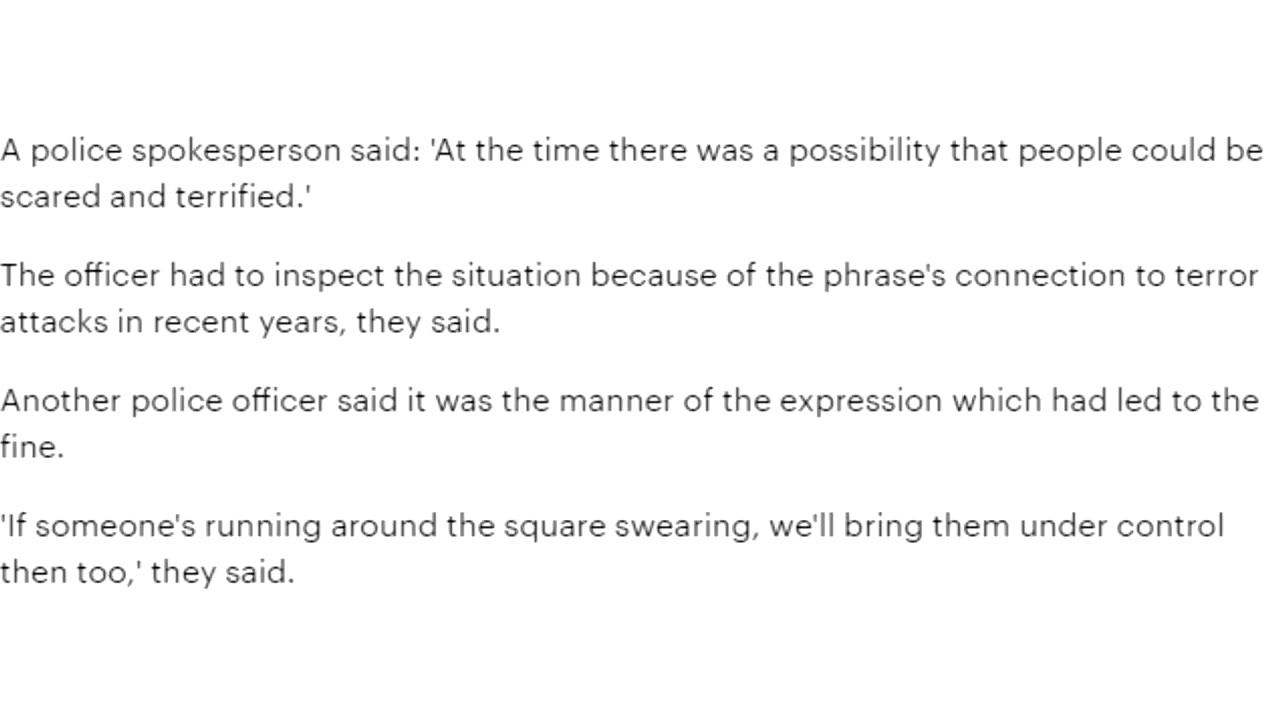 A police spokesperson said: 'At the time there was a possibility that people could be
scared and terrified.'
The officer had to inspect the situation because of the phrase's connection to terror
attacks in recent years, they said.
Another police officer said it was the manner of the expression which had led to the
fine.
'If someone's running around the square swearing, we'll bring them under control
then too,' they said.